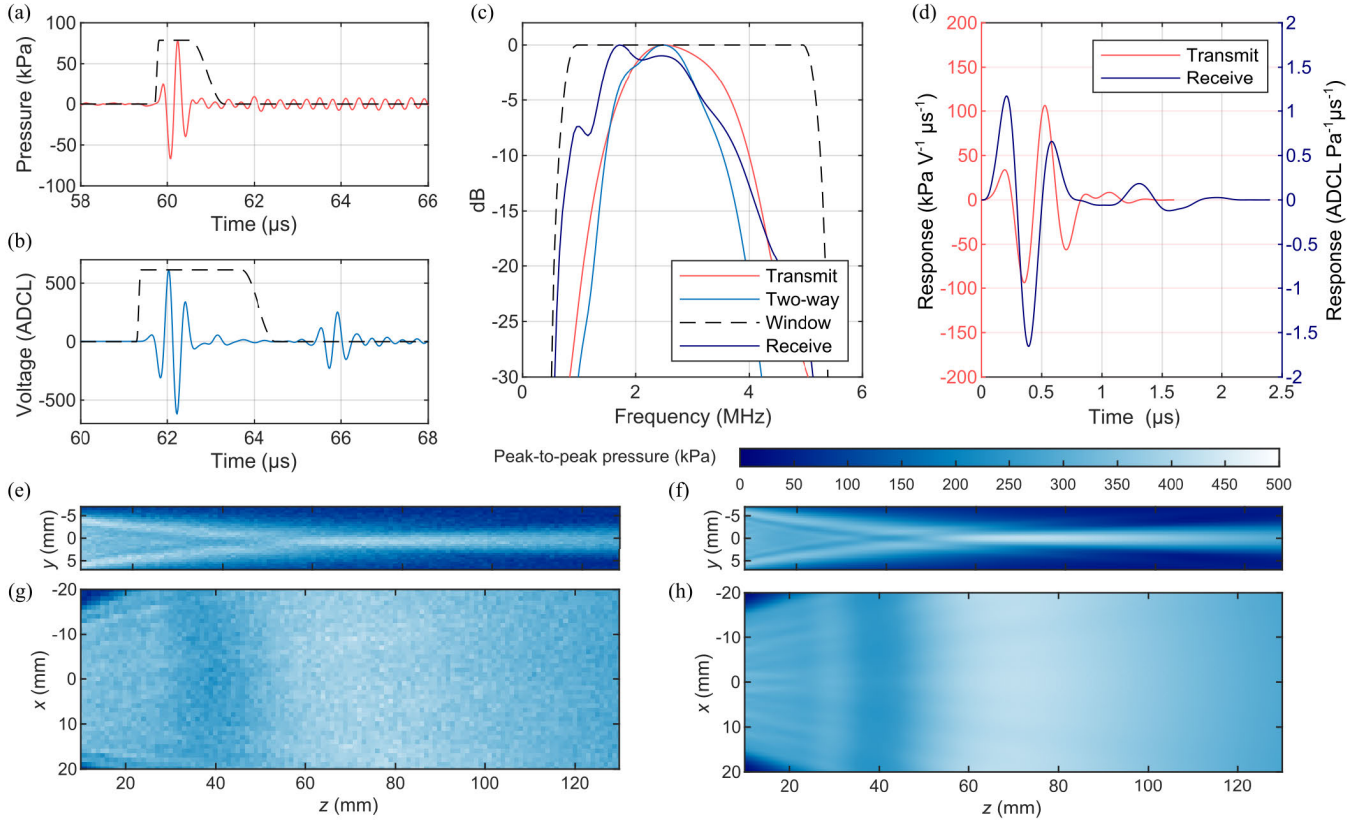 (a)
100
50
0
-50
-100
Pressure (kPa)
58 60 62 64 66
Time (µs)
(b)
500
0
-500
Voltage (ADCL)
60 62 64 66 68
Time (µs)
(c)
0
-5
-10
-15
-20
-25
-30
dB
Transmit
Two-way
Window
Receive
0 2 4 6
Frequency (MHz)
(d)
200
150
100
50
0
-50
-100
-150
-200
Response (kPa V⁻¹ µs⁻¹)
Transmit
Receive
2
1.5
1
0.5
0
-0.5
-1
-1.5
-2
Response (ADCL Pa⁻¹µs⁻¹)
0 0.5 1 1.5 2 2.5
Time (µs)
Peak-to-peak pressure (kPa)
0 50 100 150 200 250 300 350 400 450 500
(e)
-5
0
5
y (mm)
(f)
-5
0
5
y (mm)
(g)
-20
-10
0
10
20
x (mm)
20 40 60 80 100 120
z (mm)
(h)
-20
-10
0
10
20
x (mm)
20 40 60 80 100 120
z (mm)